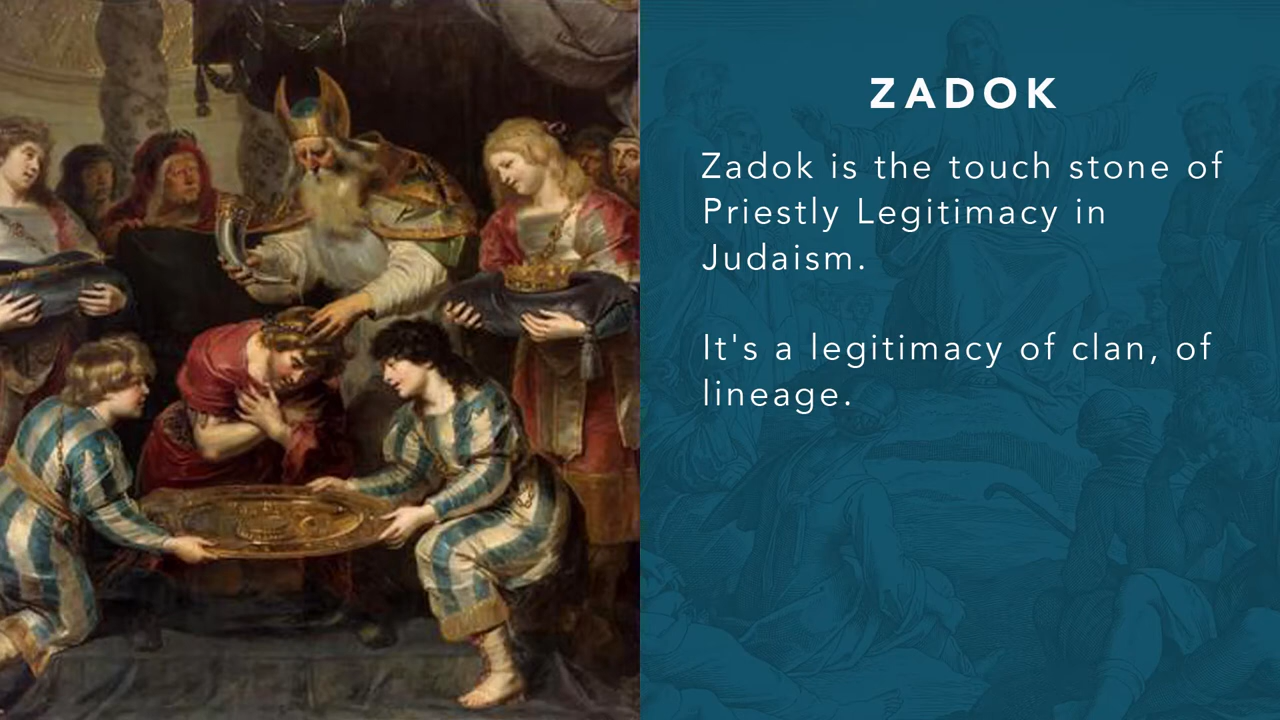 ZADOK
Zadok is the touch stone of
Priestly Legitimacy in
Judaism.
It's a legitimacy of clan, of
lineage.